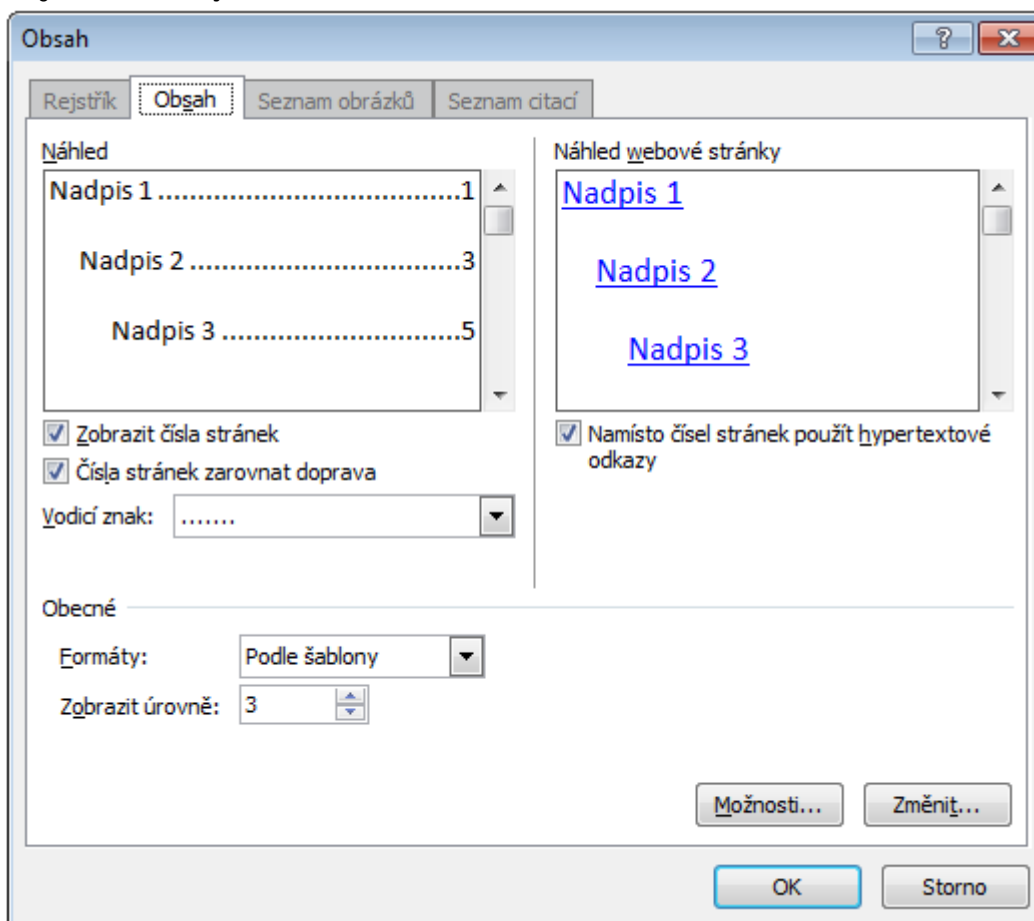 Obsah
Rejstřík Obsah Seznam obrázků Seznam citací
Náhled
Nadpis 1 ......................................1
Nadpis 2 ..................................3
Nadpis 3 ..............................5
Zobrazit čísla stránek
Čísla stránek zarovnat doprava
Vodicí znak: .......
Náhled webové stránky
Nadpis 1
Nadpis 2
Nadpis 3
Namísto čísel stránek použít hypertextové
odkazy
Obecné
Formáty: Podle šablony
Zobrazit úrovně: 3
Možnosti... Změnit...
OK Storno